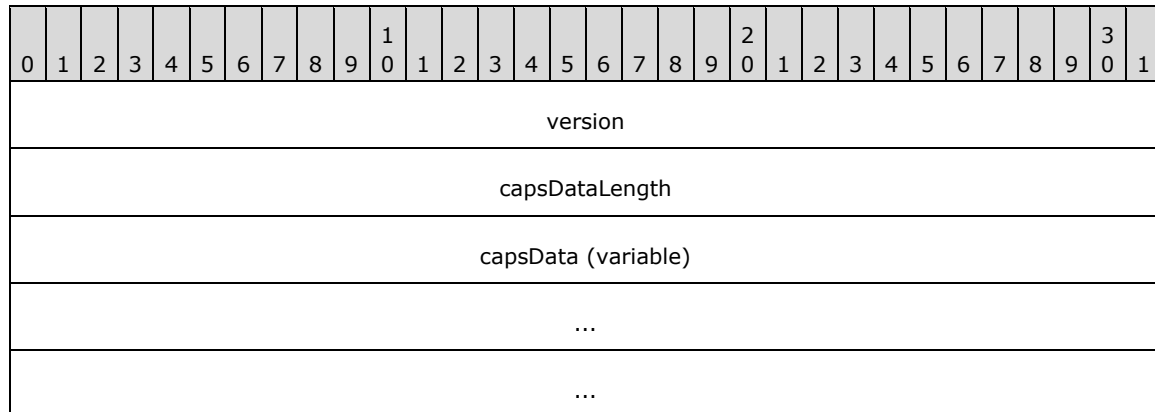 1 2 3
0 1 2 3 4 5 6 7 8 9 0 1 2 3 4 5 6 7 8 9 0 1 2 3 4 5 6 7 8 9 0 1
version
capsDataLength
capsData (variable)
...
...